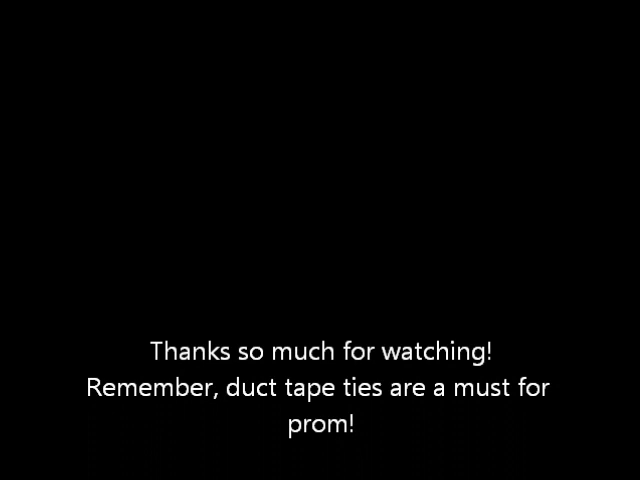 Thanks so much for watching!
Remember, duct tape ties are a must for
prom!